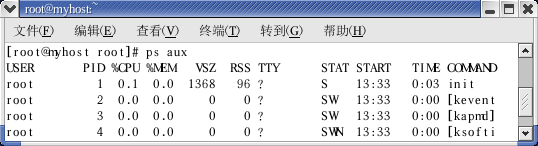 root@myhost:~
文件(F) 编辑(E) 查看(V) 终端(T) 转到(G) 帮助(H)
[root@myhost root]# ps aux
USER PID %CPU %MEM VSZ RSS TTY STAT START TIME COMMAND
root 1 0.1 0.0 1368 96 ? S 13:33 0:03 init
root 2 0.0 0.0 0 0 ? SW 13:33 0:00 [kevent
root 3 0.0 0.0 0 0 ? SW 13:33 0:00 [kapmd]
root 4 0.0 0.0 0 0 ? SWN 13:33 0:00 [ksofti